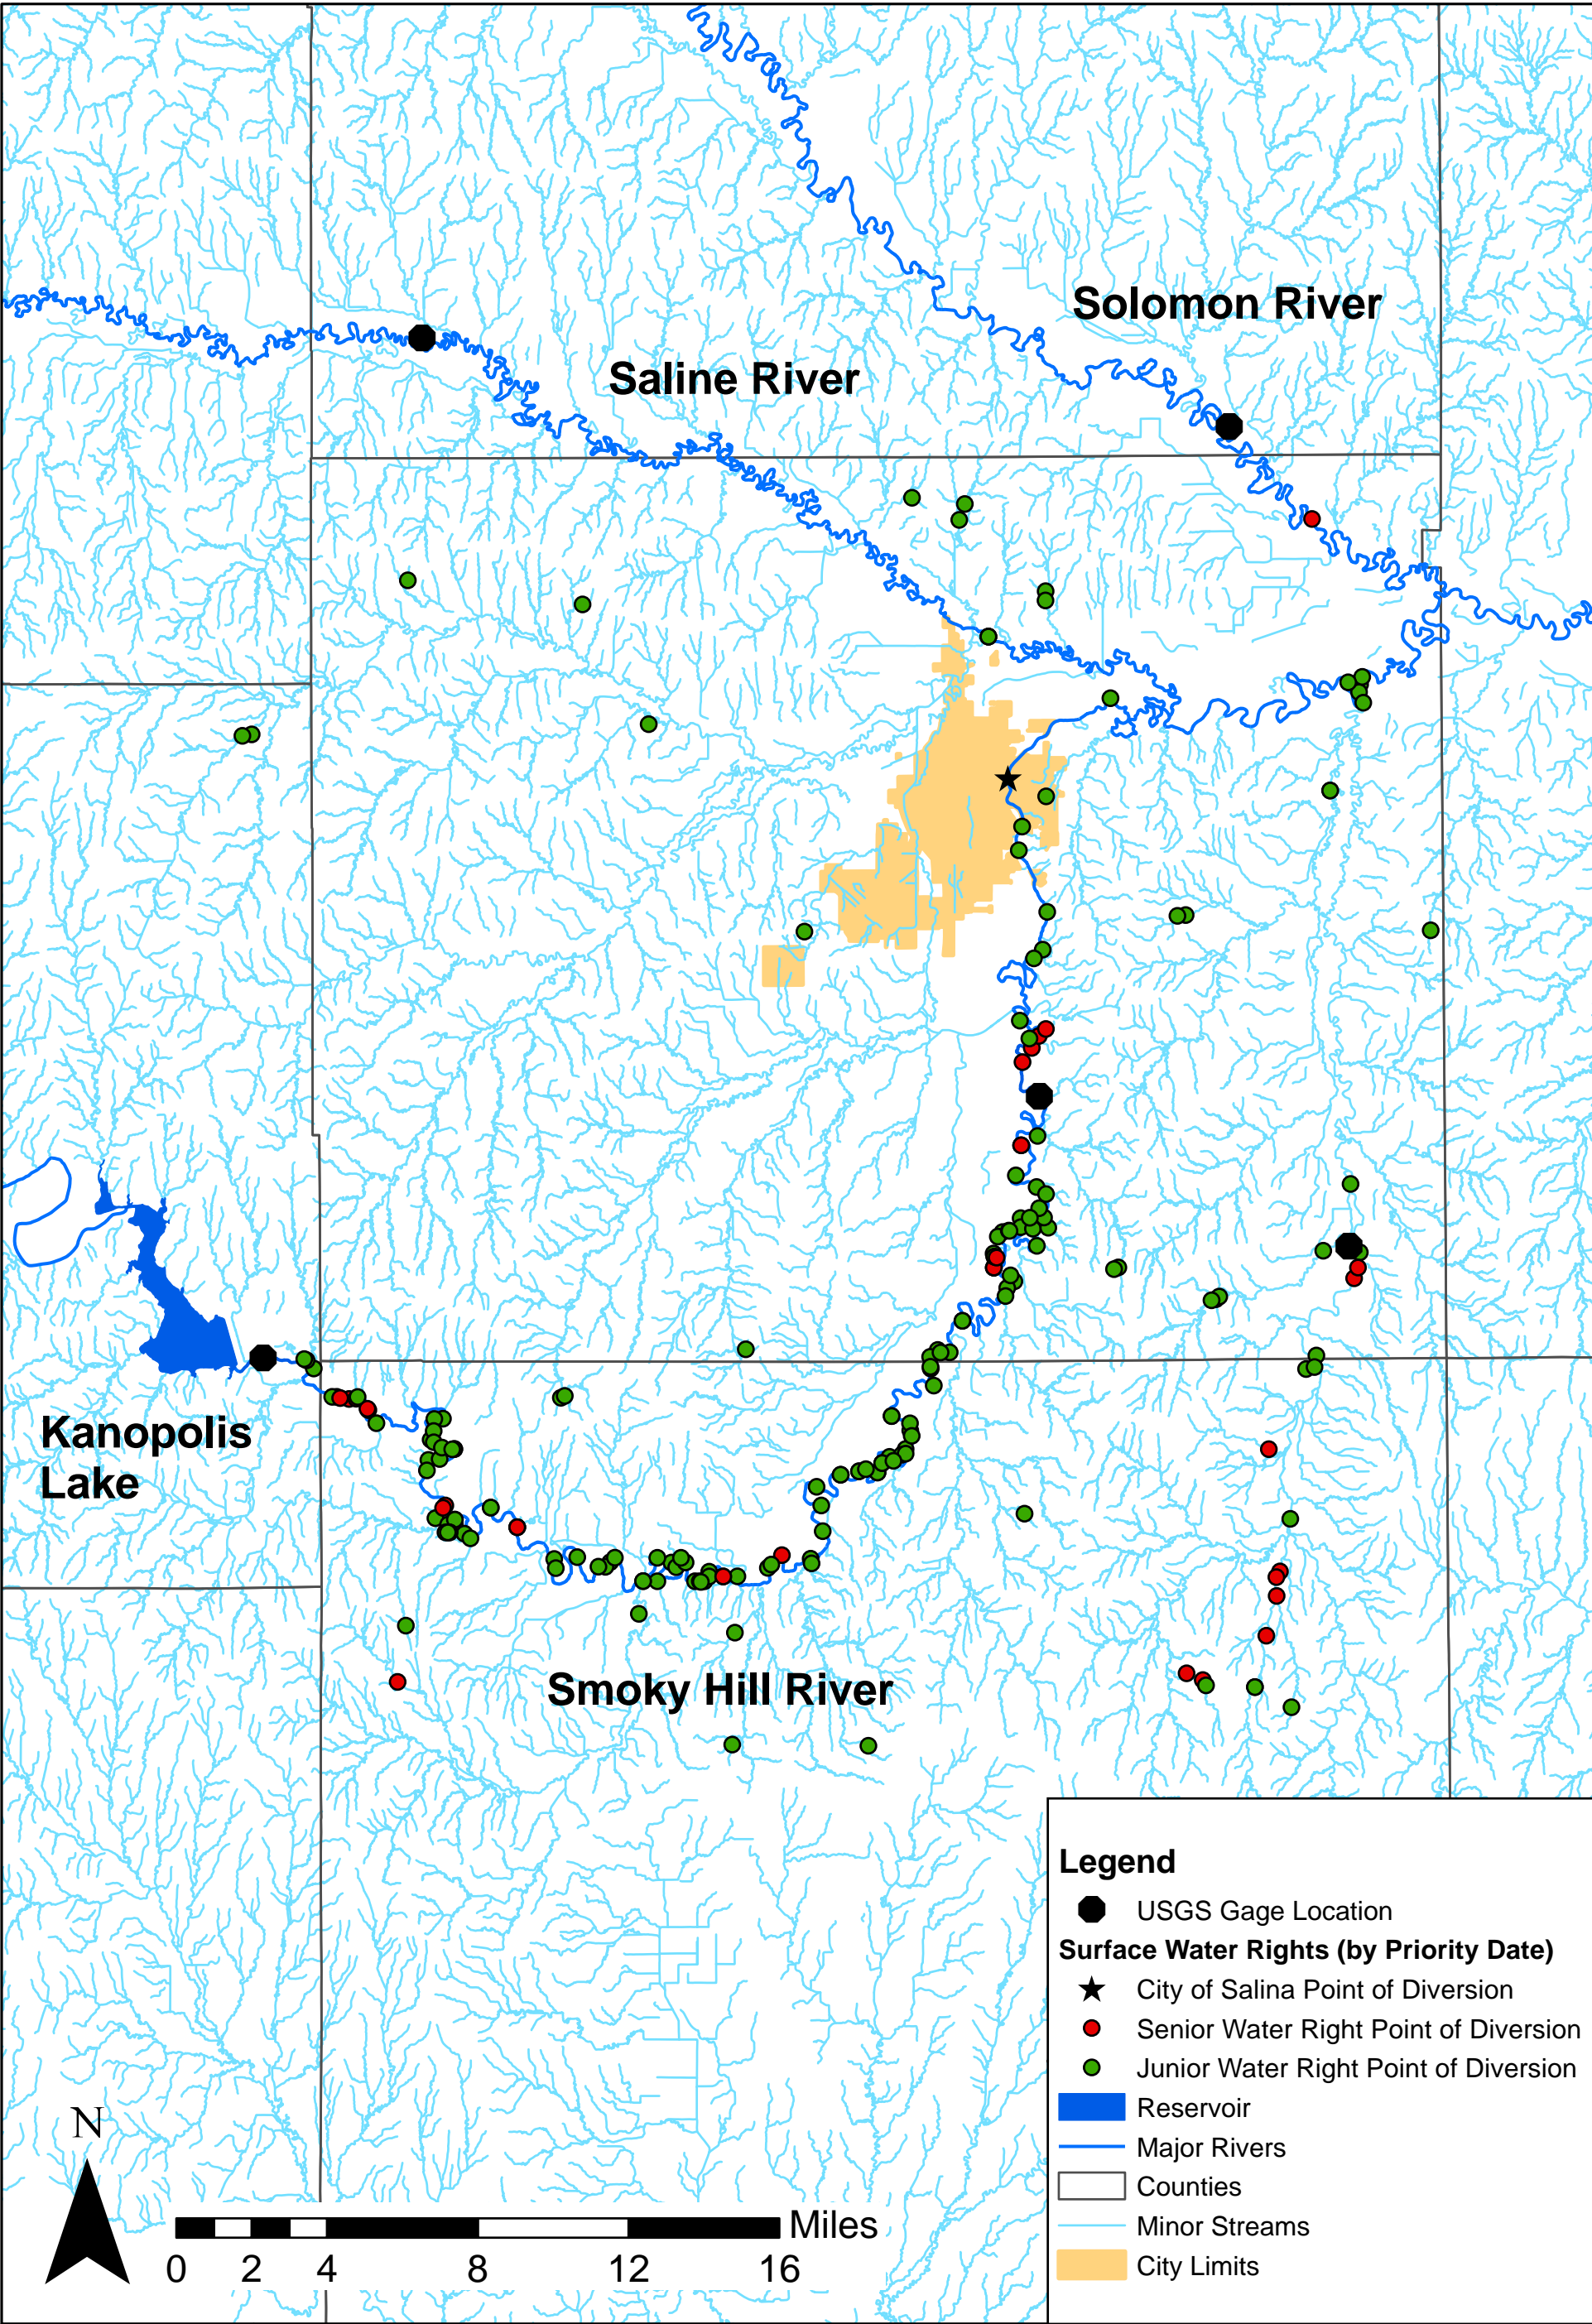 Solomon River
Saline River
Kanopolis
Lake
Smoky Hill River
Legend
USGS Gage Location
Surface Water Rights (by Priority Date)
City of Salina Point of Diversion
Senior Water Right Point of Diversion
Junior Water Right Point of Diversion
Reservoir
Major Rivers
Counties
Minor Streams
City Limits
N
Miles
0 2 4 8 12 16